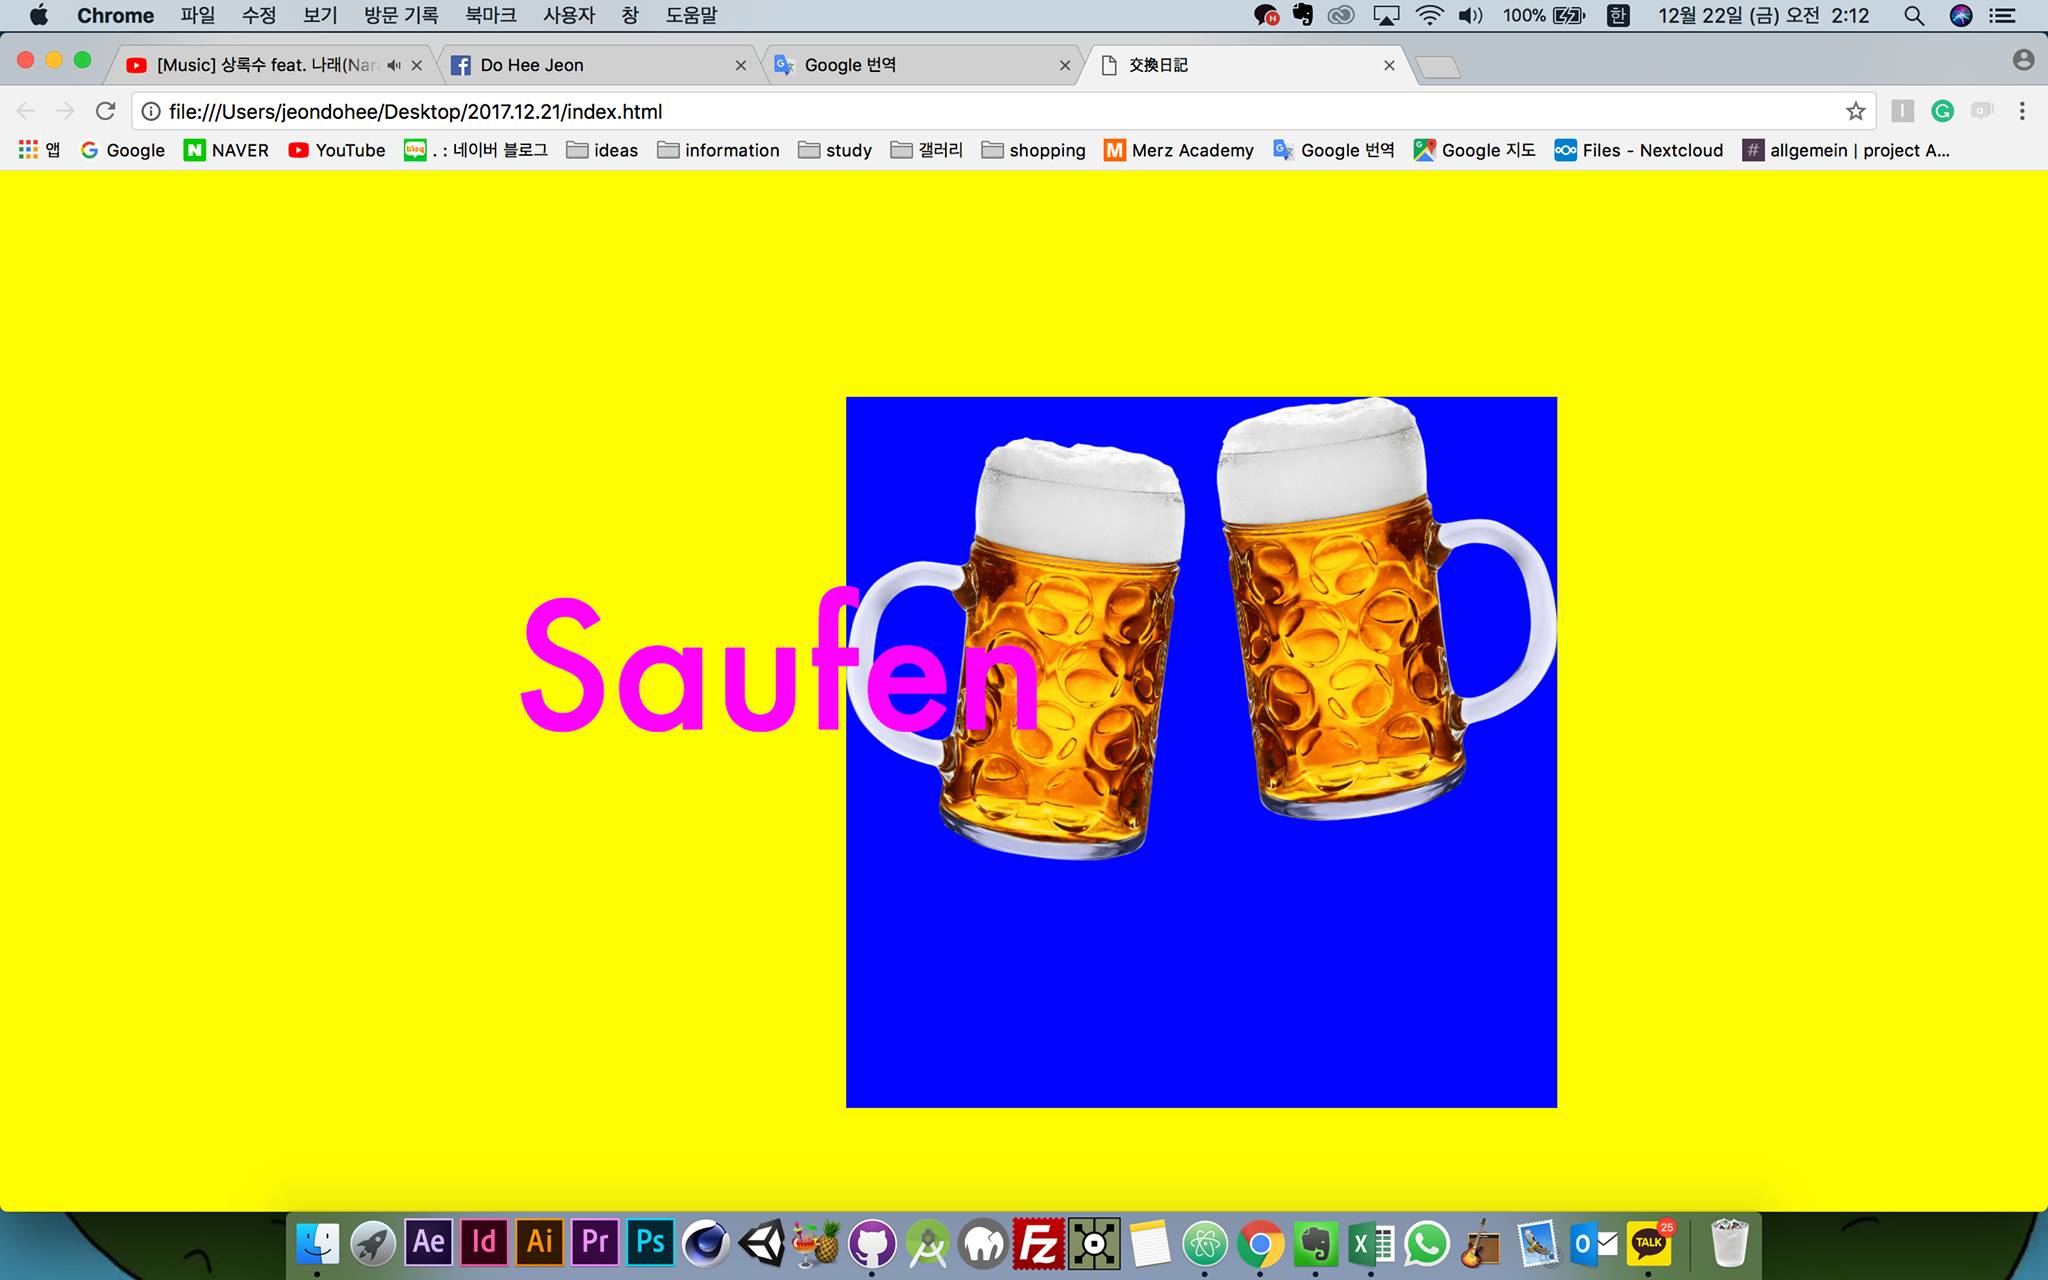 Chrome 파일 수정 보기 방문 기록 북마크 사용자 창 도움말 100% 한 12월 22일 (금) 오전 2:12
[Music] 상록수 feat. 나래(Nar Do Hee Jeon Google 번역 交換日記
file:///Users/jeondohee/Desktop/2017.12.21/index.html
앱 Google NAVER YouTube . : 네이버 블로그 ideas information study 갤러리 shopping Merz Academy Google 번역 Google 지도 Files - Nextcloud allgemein | project A...
Saufen
Ae Id Ai Pr Ps Fz TALK 25